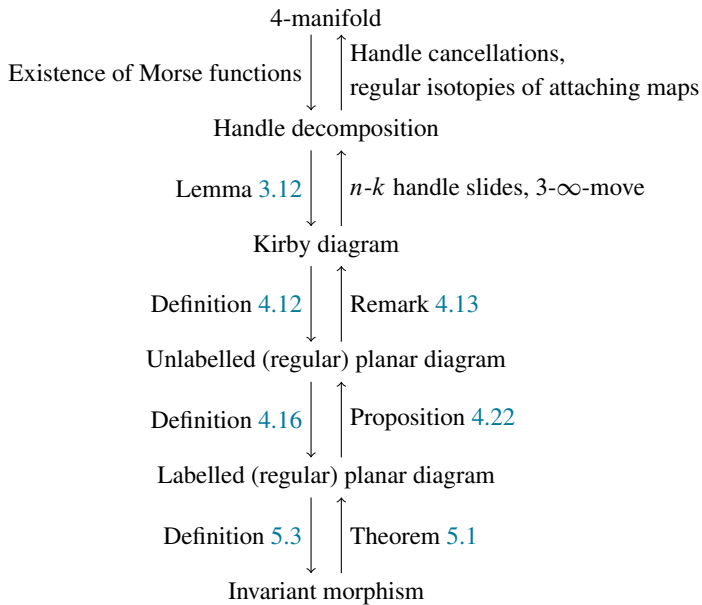 4-manifold
Existence of Morse functions
Handle cancellations,
regular isotopies of attaching maps
Handle decomposition
Lemma 3.12
n-k handle slides, 3-∞-move
Kirby diagram
Definition 4.12
Remark 4.13
Unlabelled (regular) planar diagram
Definition 4.16
Proposition 4.22
Labelled (regular) planar diagram
Definition 5.3
Theorem 5.1
Invariant morphism